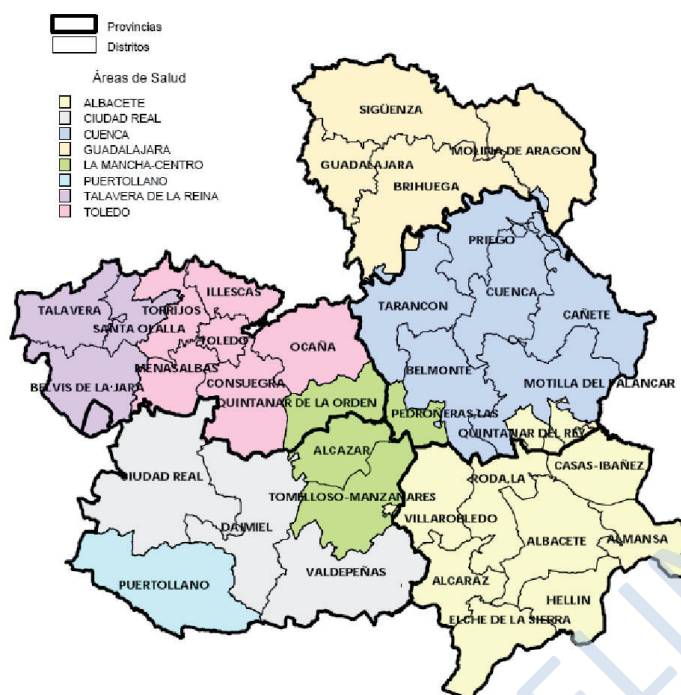 Provincias
Distritos
Áreas de Salud
ALBACETE
CIUDAD REAL
CUENCA
GUADALAJARA
LA MANCHA-CENTRO
PUERTOLLANO
TALAVERA DE LA REINA
TOLEDO
SIGÜENZA
MOLINA DE ARAGON
GUADALAJARA
BRIHUEGA
PRIEGO
CUENCA
TARANCON
CAÑETE
ILLESCAS
TALAVERA
TORRIJOS
SANTA OLALLA
TOLEDO
OCAÑA
BELMONTE
MENASALBAS
BELVIS DE LA JARA
CONSUEGRA
MOTILLA DEL PALANCAR
QUINTANAR DE LA ORDEN
PEDROÑERAS,LAS
QUINTANAR DEL REY
ALCAZAR
CIUDAD REAL
RODA,LA
CASAS-IBAÑEZ
TOMELLOSO-MANZANARES
VILLAROBLEDO
DAIMIEL
ALBACETE
ALMANSA
VALDEPEÑAS
PUERTOLLANO
ALCARAZ
HELLIN
ELCHE DE LA SIERRA